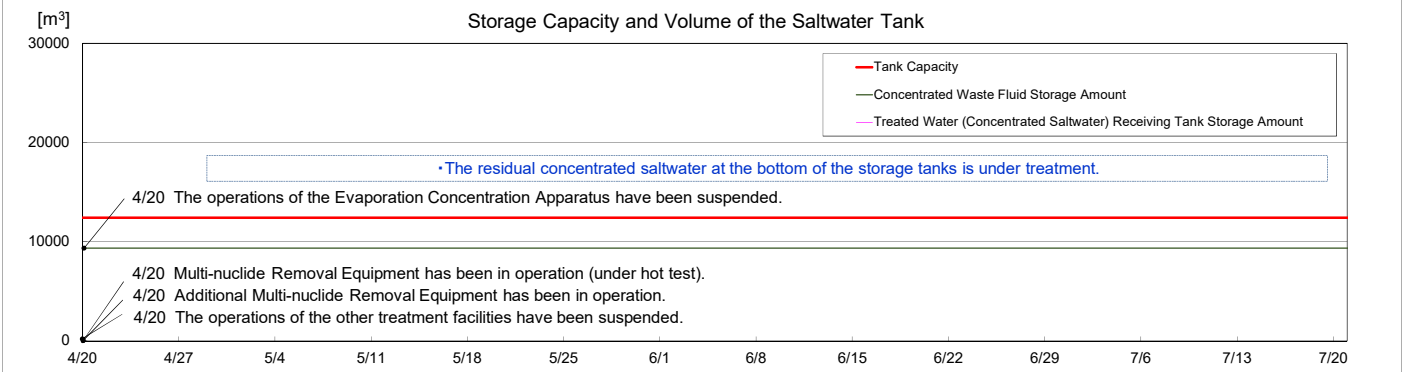 [m³]
Storage Capacity and Volume of the Saltwater Tank
30000
Tank Capacity
Concentrated Waste Fluid Storage Amount
Treated Water (Concentrated Saltwater) Receiving Tank Storage Amount
20000
・The residual concentrated saltwater at the bottom of the storage tanks is under treatment.
4/20 The operations of the Evaporation Concentration Apparatus have been suspended.
10000
4/20 Multi-nuclide Removal Equipment has been in operation (under hot test).
4/20 Additional Multi-nuclide Removal Equipment has been in operation.
4/20 The operations of the other treatment facilities have been suspended.
0
4/20 4/27 5/4 5/11 5/18 5/25 6/1 6/8 6/15 6/22 6/29 7/6 7/13 7/20